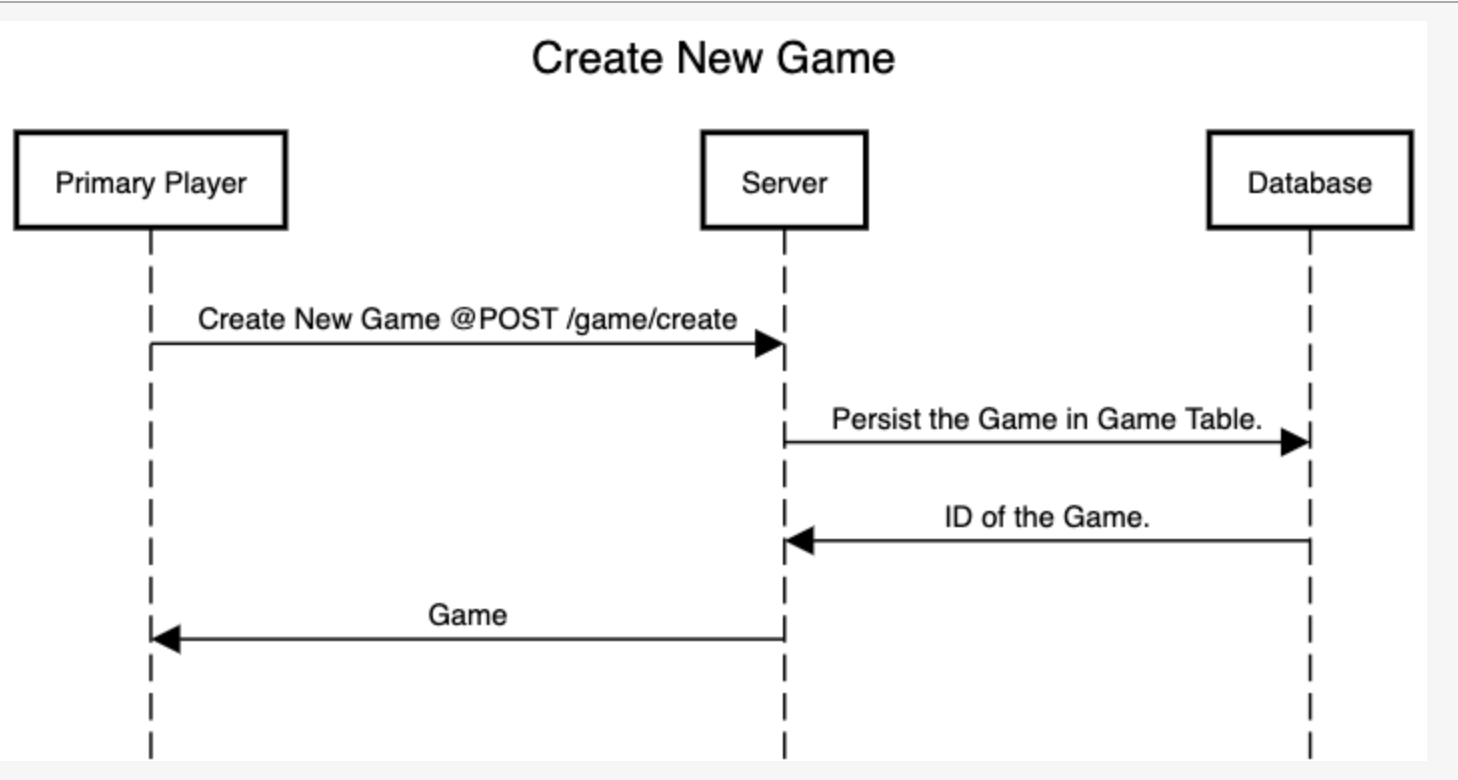 Create New Game
Primary Player
Server
Database
Create New Game @POST /game/create
Persist the Game in Game Table.
ID of the Game.
Game